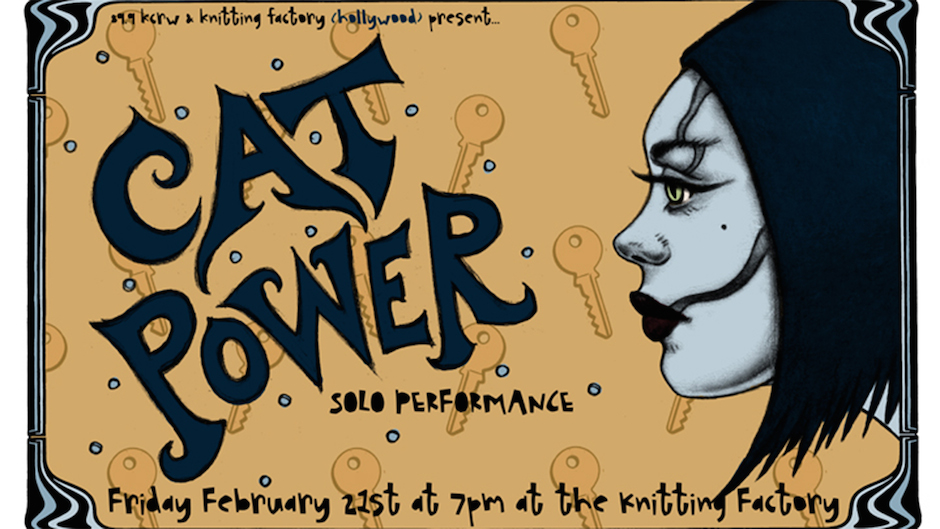 89.9 kcrw & knitting factory (hollywood) present...
CAT
POWER
SOLO PERFORMANCE
Friday February 21st at 7pm at the Knitting Factory